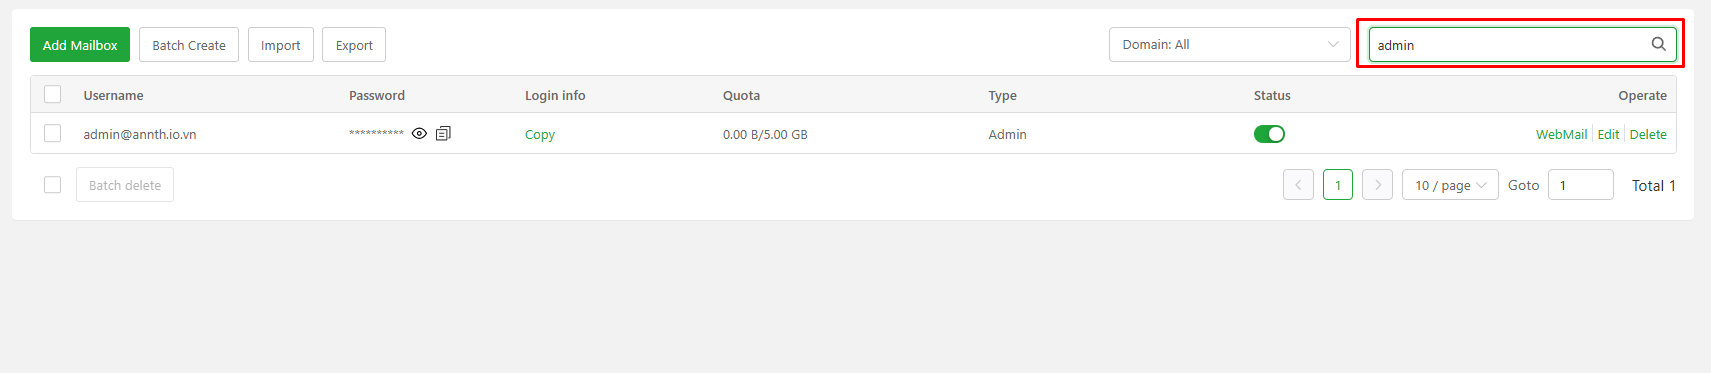 Add Mailbox Batch Create Import Export Domain: All admin
Username Password Login info Quota Type Status Operate
admin@annth.io.vn ********** Copy 0.00 B/5.00 GB Admin WebMail Edit Delete
Batch delete 1 10 / page Goto 1 Total 1